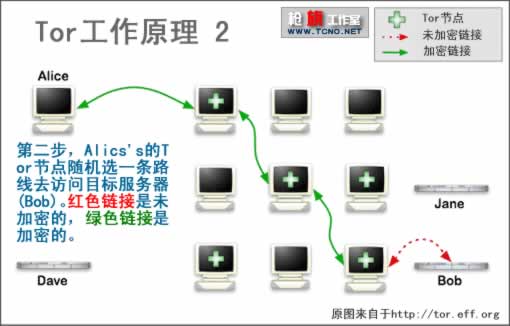 Tor工作原理 2
枪旗工作室
WWW.TCNO.NET
Tor节点
未加密链接
加密链接
Alice
第二步，Alics's的T
or节点随机选一条路
线去访问目标服务器
(Bob)。红色链接是未
加密的，绿色链接是
加密的。
Jane
Dave
Bob
原图来自于http://tor.eff.org